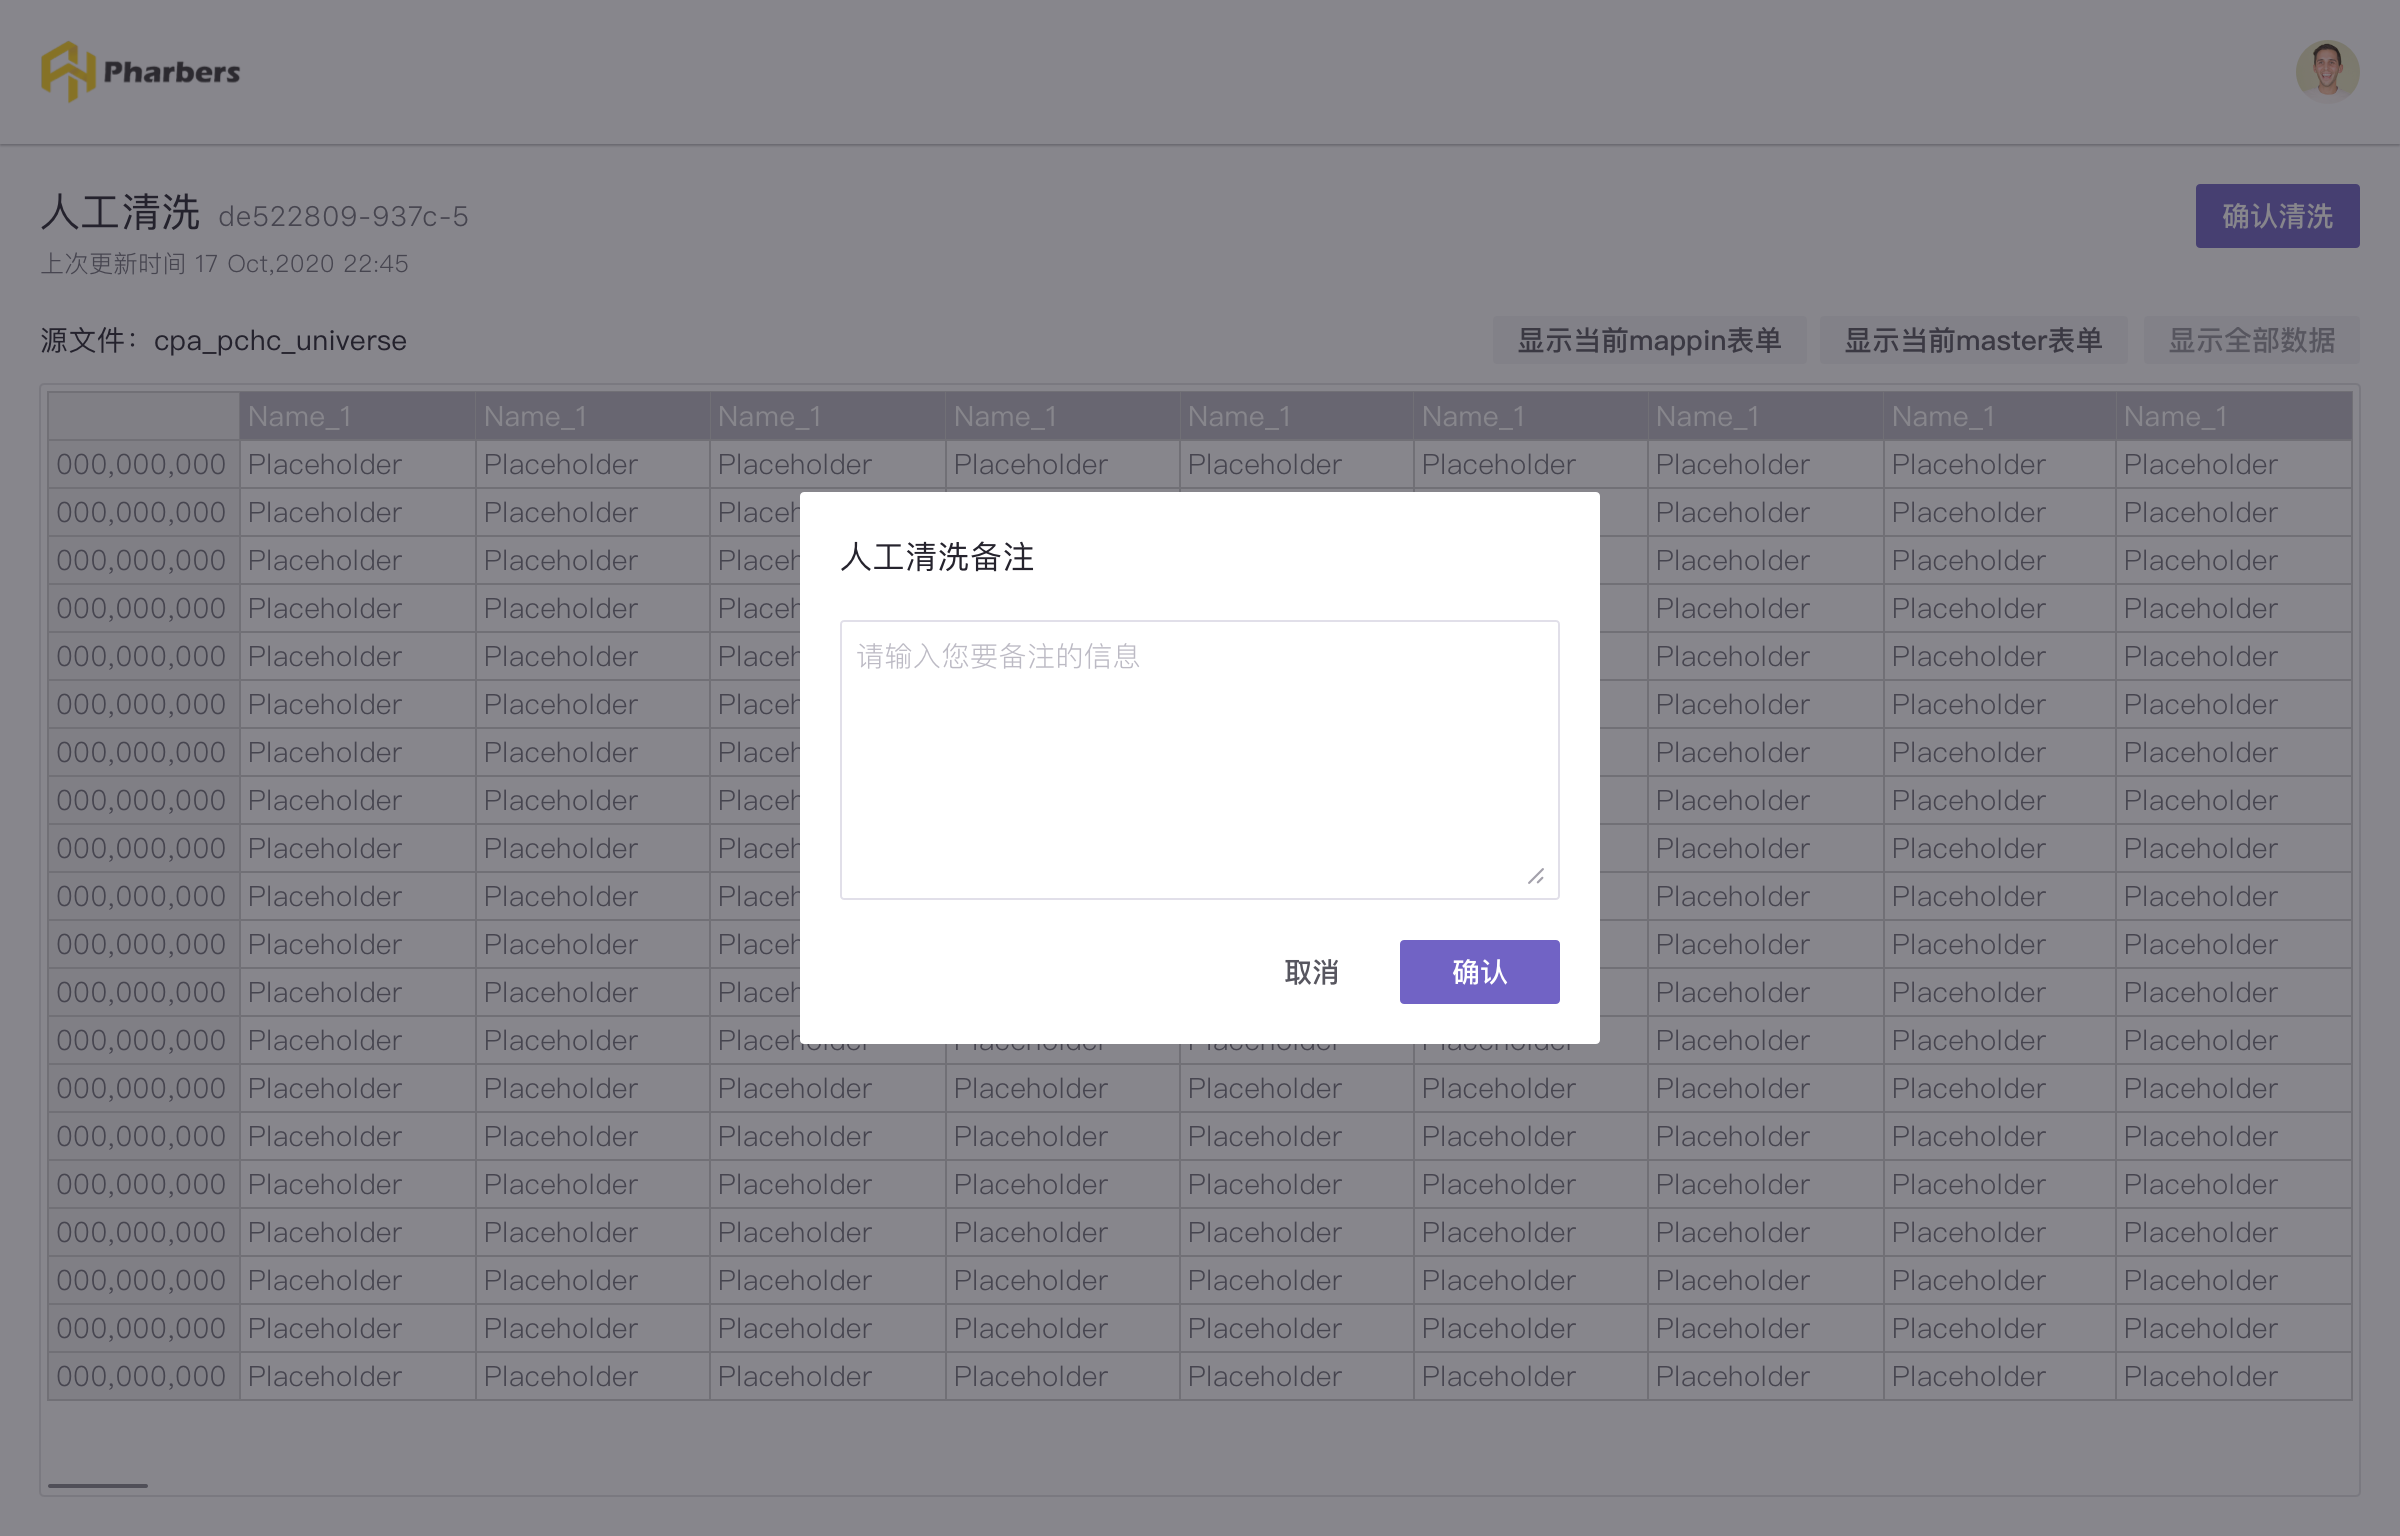 Pharbers
人工清洗 de522809-937c-5
确认清洗
上次更新时间 17 Oct,2020 22:45
源文件：cpa_pchc_universe
显示当前mappin表单 显示当前master表单 显示全部数据
Name_1 Name_1 Name_1 Name_1 Name_1 Name_1 Name_1 Name_1 Name_1
000,000,000 Placeholder Placeholder Placeholder Placeholder Placeholder Placeholder Placeholder Placeholder Placeholder
000,000,000 Placeholder Placeholder Placeh Placeholder Placeholder Placeholder
000,000,000 Placeholder Placeholder Placeh Placeholder Placeholder Placeholder
000,000,000 Placeholder Placeholder Placeh Placeholder Placeholder Placeholder
000,000,000 Placeholder Placeholder Placeh Placeholder Placeholder Placeholder
000,000,000 Placeholder Placeholder Placeh Placeholder Placeholder Placeholder
000,000,000 Placeholder Placeholder Placeh Placeholder Placeholder Placeholder
000,000,000 Placeholder Placeholder Placeh Placeholder Placeholder Placeholder
000,000,000 Placeholder Placeholder Placeh Placeholder Placeholder Placeholder
000,000,000 Placeholder Placeholder Placeh Placeholder Placeholder Placeholder
000,000,000 Placeholder Placeholder Placeh Placeholder Placeholder Placeholder
000,000,000 Placeholder Placeholder Placeh Placeholder Placeholder Placeholder
000,000,000 Placeholder Placeholder Placeholder Placeholder Placeholder Placeholder
000,000,000 Placeholder Placeholder Placeholder Placeholder Placeholder Placeholder Placeholder Placeholder Placeholder
000,000,000 Placeholder Placeholder Placeholder Placeholder Placeholder Placeholder Placeholder Placeholder Placeholder
000,000,000 Placeholder Placeholder Placeholder Placeholder Placeholder Placeholder Placeholder Placeholder Placeholder
000,000,000 Placeholder Placeholder Placeholder Placeholder Placeholder Placeholder Placeholder Placeholder Placeholder
000,000,000 Placeholder Placeholder Placeholder Placeholder Placeholder Placeholder Placeholder Placeholder Placeholder
000,000,000 Placeholder Placeholder Placeholder Placeholder Placeholder Placeholder Placeholder Placeholder Placeholder
000,000,000 Placeholder Placeholder Placeholder Placeholder Placeholder Placeholder Placeholder Placeholder Placeholder
人工清洗备注
请输入您要备注的信息
取消 确认